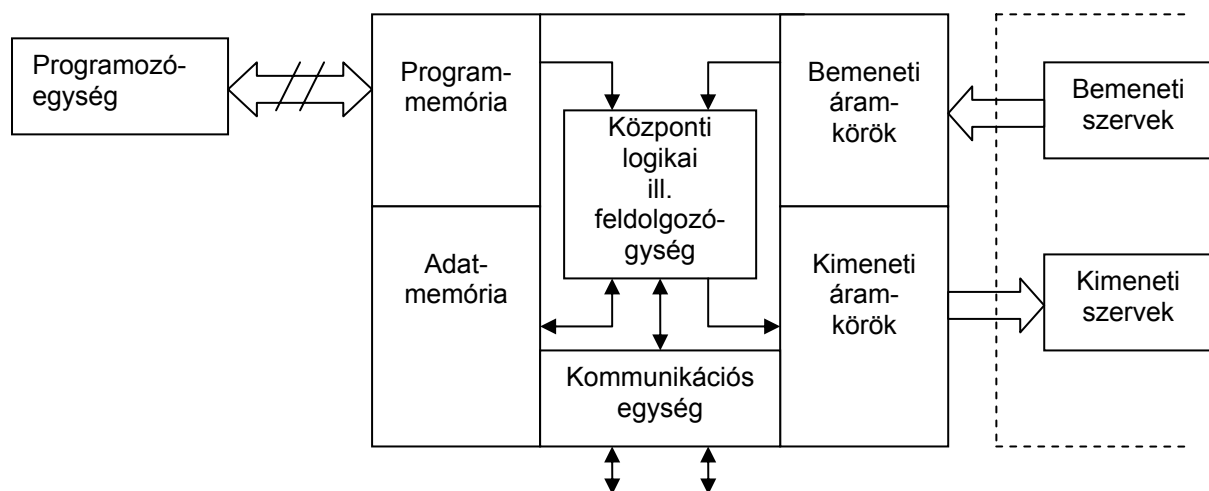 Programozó-
egység
Program-
memória
Bemeneti
áram-
körök
Bemeneti
szervek
Központi
logikai
ill.
feldolgozó-
gység
Adat-
memória
Kimeneti
áram-
körök
Kimeneti
szervek
Kommunikációs
egység